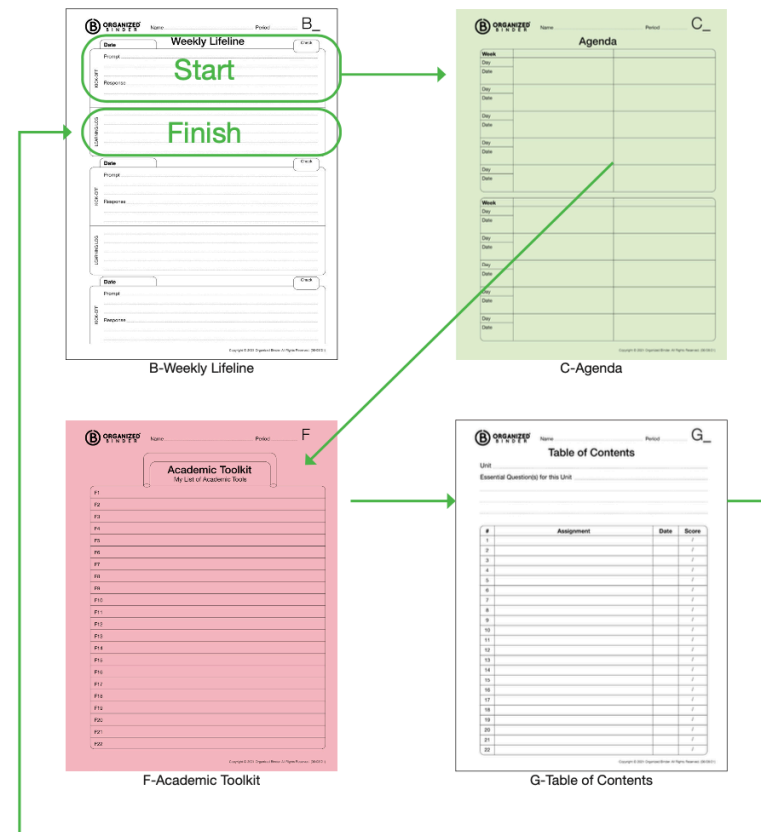 B ORGANIZED BINDER Name Period B_
Weekly Lifeline
Date
Check
Prompt
Start
KICK-OFF
Response
LEARNING LOG
Finish
Date
Check
Prompt
KICK-OFF
Response
LEARNING LOG
Date
Check
Prompt
KICK-OFF
Response
B-Weekly Lifeline
B ORGANIZED BINDER Name Period C_
Agenda
Week
Day
Date
Day
Date
Day
Date
Day
Date
Day
Date
Week
Day
Date
Day
Date
Day
Date
Day
Date
Day
Date
C-Agenda
B ORGANIZED BINDER Name Period F
Academic Toolkit
My List of Academic Tools
F1
F2
F3
F4
F5
F6
F7
F8
F9
F10
F11
F12
F13
F14
F15
F16
F17
F18
F19
F20
F21
F22
F-Academic Toolkit
B ORGANIZED BINDER Name Period G_
Table of Contents
Unit
Essential Question(s) for this Unit
# Assignment Date Score
1 /
2 /
3 /
4 /
5 /
6 /
7 /
8 /
9 /
10 /
11 /
12 /
13 /
14 /
15 /
16 /
17 /
18 /
19 /
20 /
21 /
22 /
G-Table of Contents